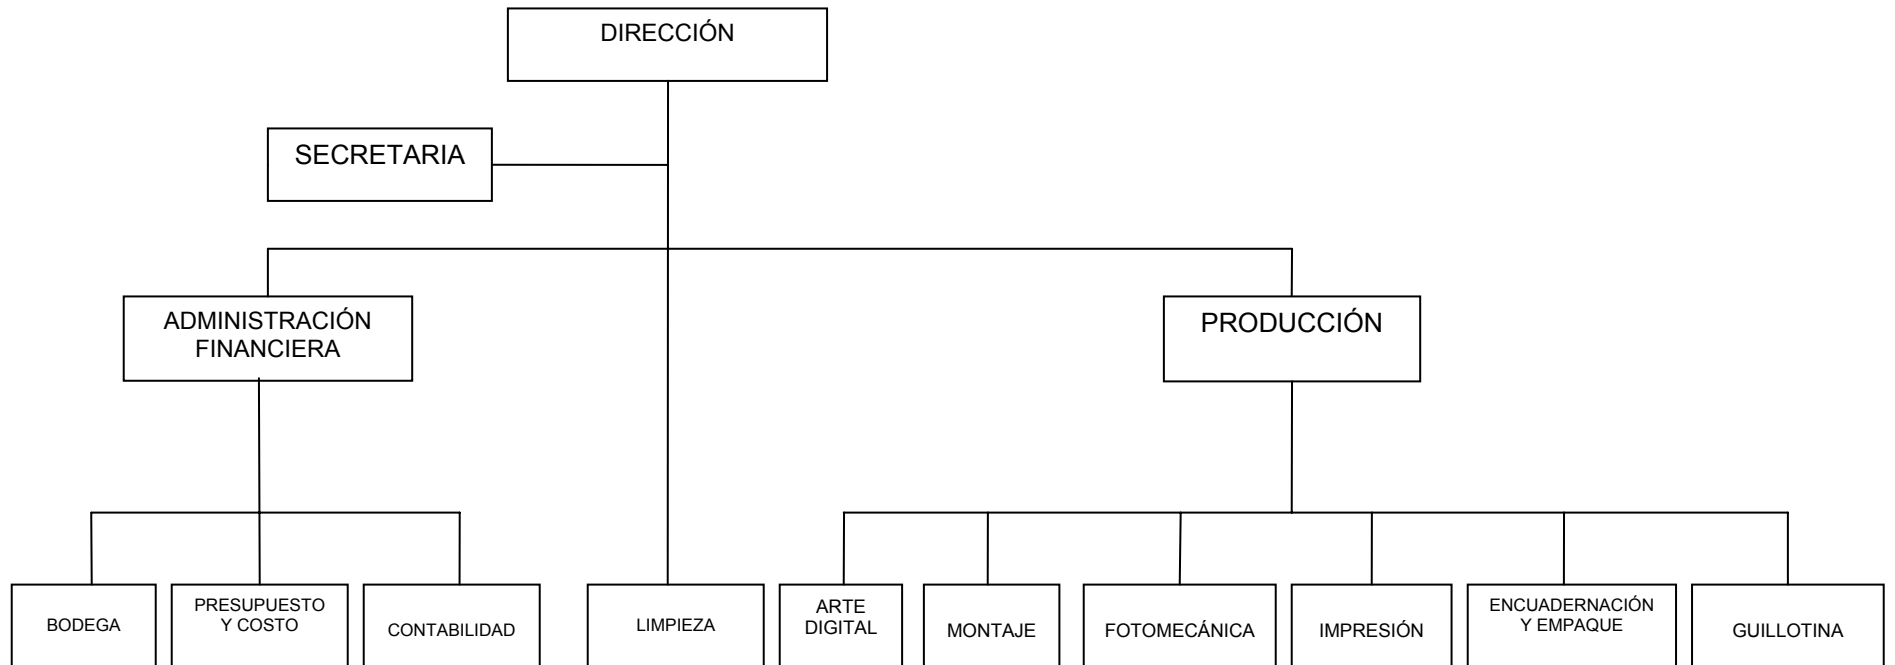 DIRECCIÓN
SECRETARIA
ADMINISTRACIÓN
FINANCIERA
PRODUCCIÓN
BODEGA
PRESUPUESTO
Y COSTO
CONTABILIDAD
LIMPIEZA
ARTE
DIGITAL
MONTAJE
FOTOMECÁNICA
IMPRESIÓN
ENCUADERNACIÓN
Y EMPAQUE
GUILLOTINA